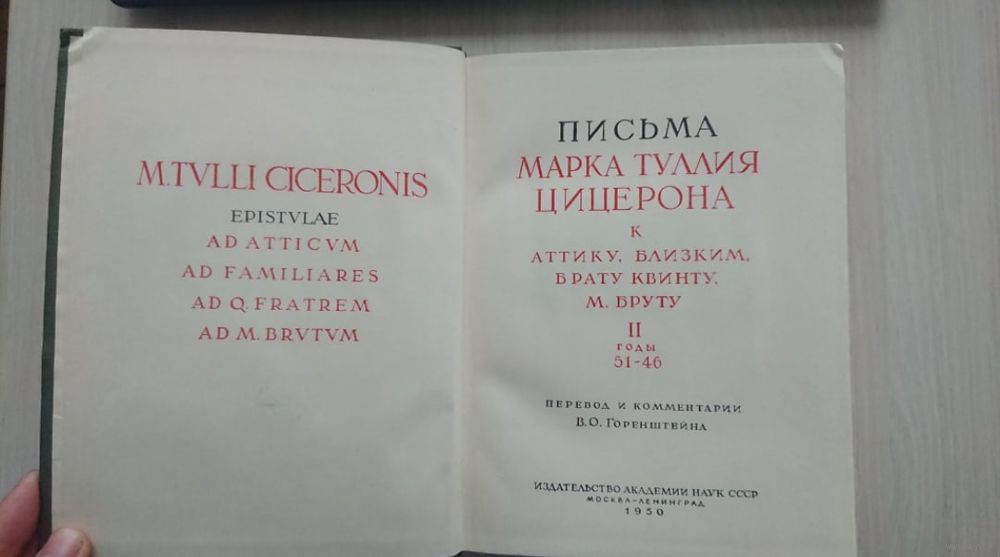 M. TVLLI CICERONIS
EPISTVLAE
AD ATTICVM
AD FAMILIARES
AD Q. FRATREM
AD M. BRVTVM
ПИСЬМА
МАРКА ТУЛЛИЯ
ЦИЦЕРОНА
К
АТТИКУ, БЛИЗКИМ,
БРАТУ КВИНТУ,
М. БРУТУ
II
ГОДЫ
51-46
ПЕРЕВОД И КОММЕНТАРИИ
В.О. ГОРЕНШТЕЙНА
ИЗДАТЕЛЬСТВО АКАДЕМИИ НАУК СССР
МОСКВА-ЛЕНИНГРАД
1950